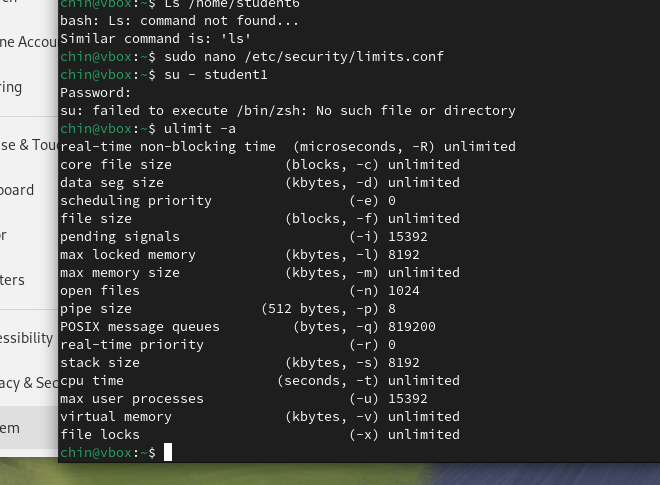 chin@vbox:~$ Ls /home/student6
bash: Ls: command not found...
Similar command is: 'ls'
chin@vbox:~$ sudo nano /etc/security/limits.conf
chin@vbox:~$ su - student1
Password:
su: failed to execute /bin/zsh: No such file or directory
chin@vbox:~$ ulimit -a
real-time non-blocking time  (microseconds, -R) unlimited
core file size              (blocks, -c) unlimited
data seg size               (kbytes, -d) unlimited
scheduling priority                 (-e) 0
file size                   (blocks, -f) unlimited
pending signals                     (-i) 15392
max locked memory           (kbytes, -l) 8192
max memory size             (kbytes, -m) unlimited
open files                          (-n) 1024
pipe size                (512 bytes, -p) 8
POSIX message queues         (bytes, -q) 819200
real-time priority                  (-r) 0
stack size                  (kbytes, -s) 8192
cpu time                   (seconds, -t) unlimited
max user processes                  (-u) 15392
virtual memory              (kbytes, -v) unlimited
file locks                          (-x) unlimited
chin@vbox:~$
ne Accou
ring
se & Tou
board
r
ters
essibility
acy & Sec
em